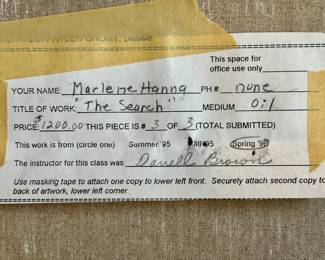 please
This space for
office use only
YOUR NAME: Marlene Hanna PH# none
TITLE OF WORK: "The Search" MEDIUM oil
PRICE: $1200.00 THIS PIECE IS # 3 OF 3 (TOTAL SUBMITTED)
This work is from (circle one) Summer '95 Fall '95 Spring '96
The instructor for this class was: Darrell Brown
Use masking tape to attach one copy to lower left front. Securely attach second copy to
back of artwork, lower left corner.